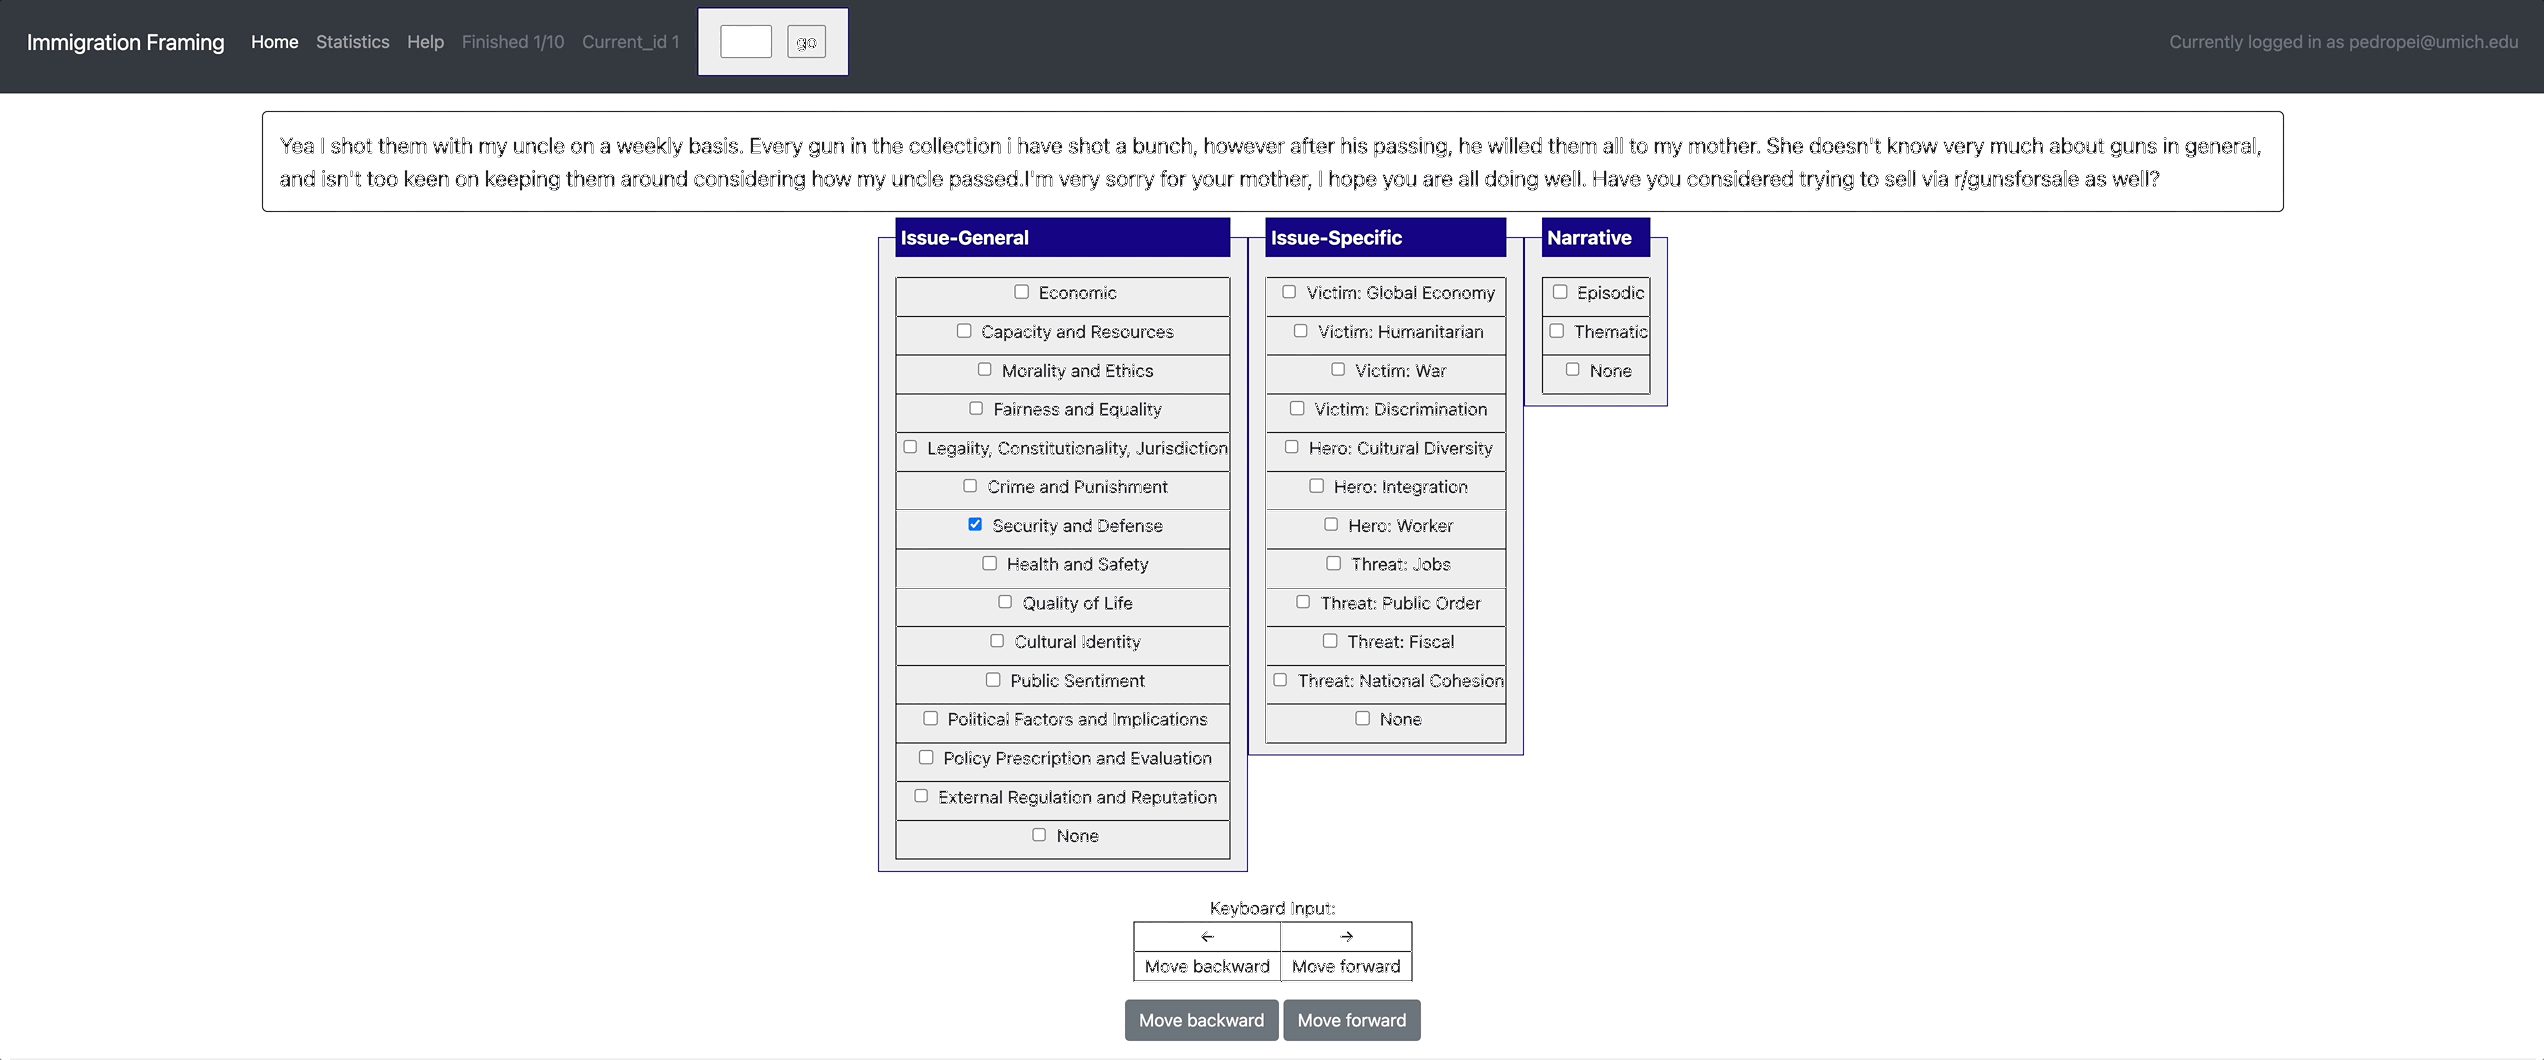 Immigration Framing Home Statistics Help Finished 1/10 Current_id 1 go Currently logged in as pedropei@umich.edu
Yea I shot them with my uncle on a weekly basis. Every gun in the collection i have shot a bunch, however after his passing, he willed them all to my mother. She doesn't know very much about guns in general,
and isn't too keen on keeping them around considering how my uncle passed.I'm very sorry for your mother, I hope you are all doing well. Have you considered trying to sell via r/gunsforsale as well?
Issue-General
Economic
Capacity and Resources
Morality and Ethics
Fairness and Equality
Legality, Constitutionality, Jurisdiction
Crime and Punishment
Security and Defense
Health and Safety
Quality of Life
Cultural Identity
Public Sentiment
Political Factors and Implications
Policy Prescription and Evaluation
External Regulation and Reputation
None
Issue-Specific
Victim: Global Economy
Victim: Humanitarian
Victim: War
Victim: Discrimination
Hero: Cultural Diversity
Hero: Integration
Hero: Worker
Threat: Jobs
Threat: Public Order
Threat: Fiscal
Threat: National Cohesion
None
Narrative
Episodic
Thematic
None
Keyboard Input:
← →
Move backward Move forward
Move backward Move forward